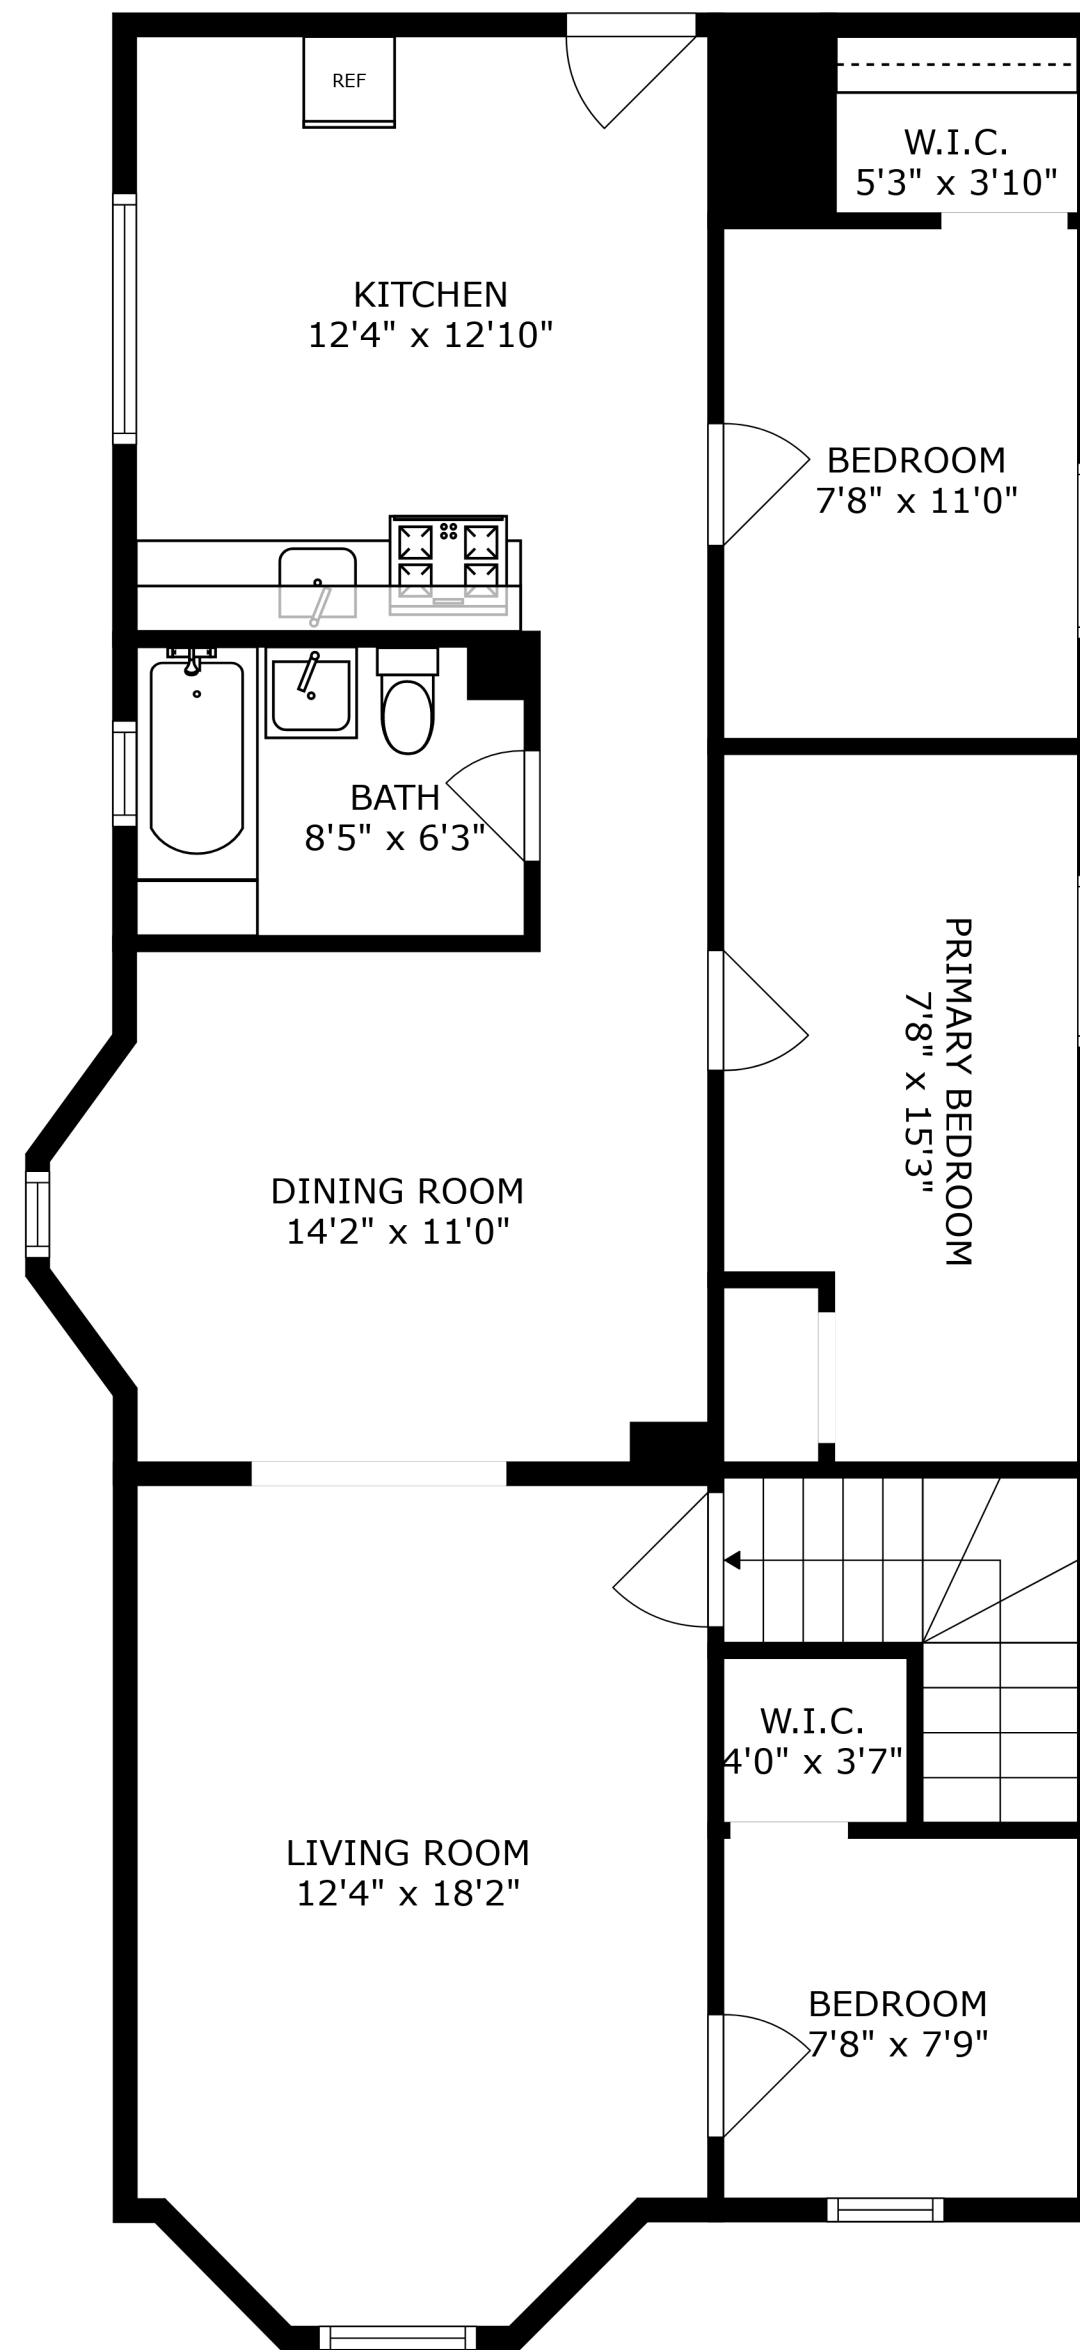 REF
W.I.C.
5'3" x 3'10"
KITCHEN
12'4" x 12'10"
BEDROOM
7'8" x 11'0"
BATH
8'5" x 6'3"
PRIMARY BEDROOM
7'8" x 15'3"
DINING ROOM
14'2" x 11'0"
W.I.C.
4'0" x 3'7"
LIVING ROOM
12'4" x 18'2"
BEDROOM
7'8" x 7'9"